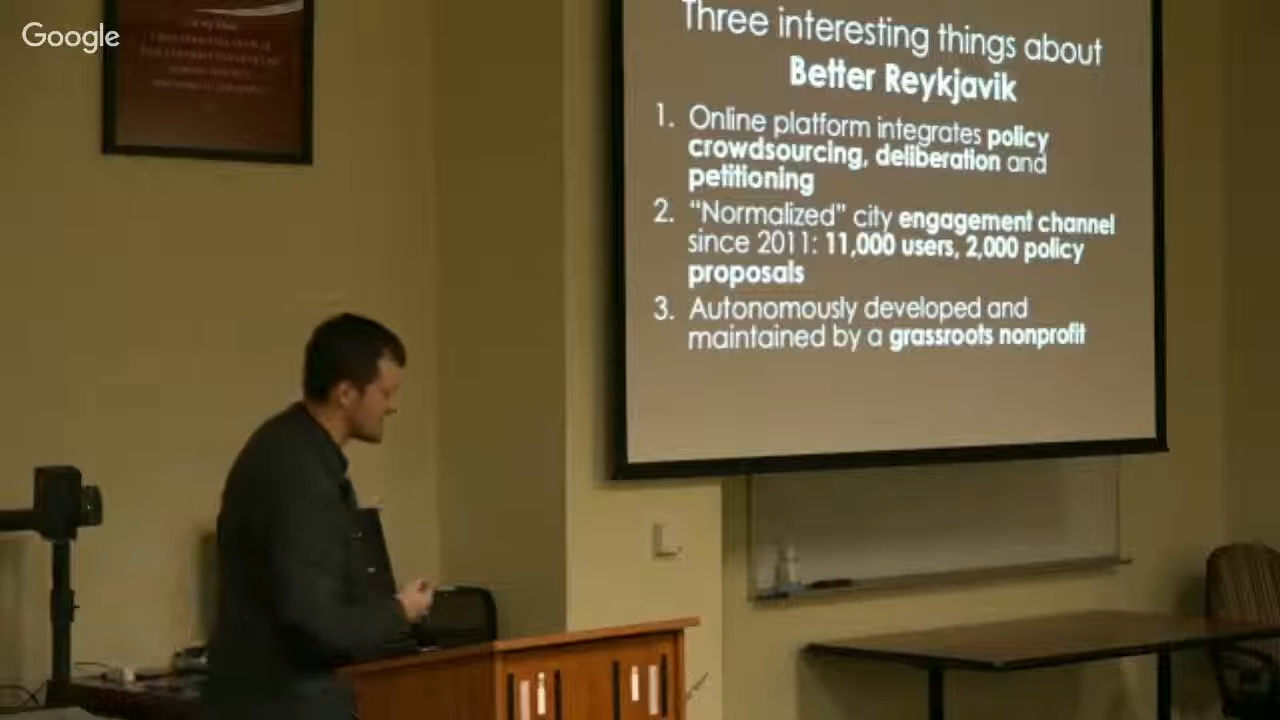 Google
Three interesting things about
Better Reykjavik
1. Online platform integrates policy
crowdsourcing, deliberation and
petitioning
2. “Normalized” city engagement channel
since 2011: 11,000 users, 2,000 policy
proposals
3. Autonomously developed and
maintained by a grassroots nonprofit